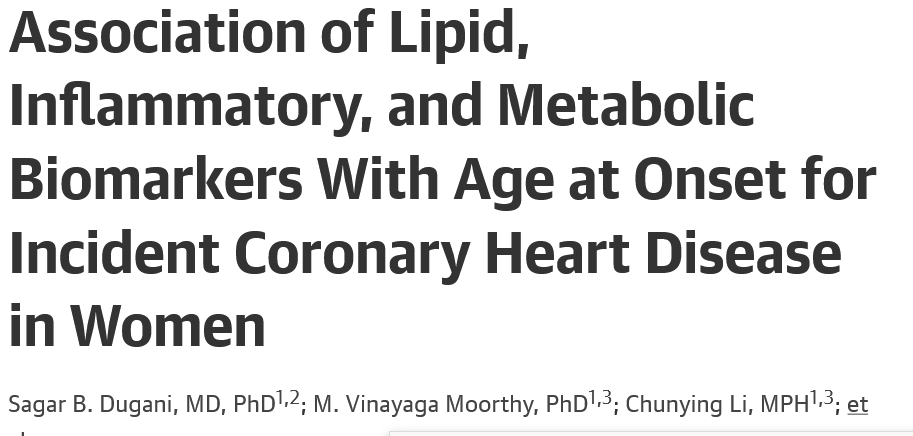 Association of Lipid,
Inflammatory, and Metabolic
Biomarkers With Age at Onset for
Incident Coronary Heart Disease
in Women
Sagar B. Dugani, MD, PhD1,2; M. Vinayaga Moorthy, PhD1,3; Chunying Li, MPH1,3; et